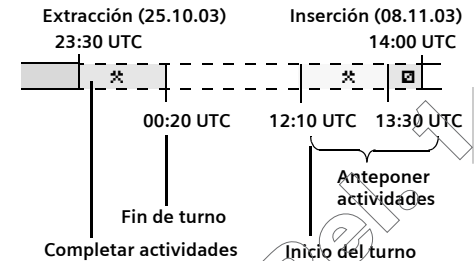 Extracción (25.10.03) Inserción (08.11.03)
23:30 UTC 14:00 UTC
00:20 UTC 12:10 UTC 13:30 UTC
Anteponer
actividades
Fin de turno
Completar actividades Inicio del turno